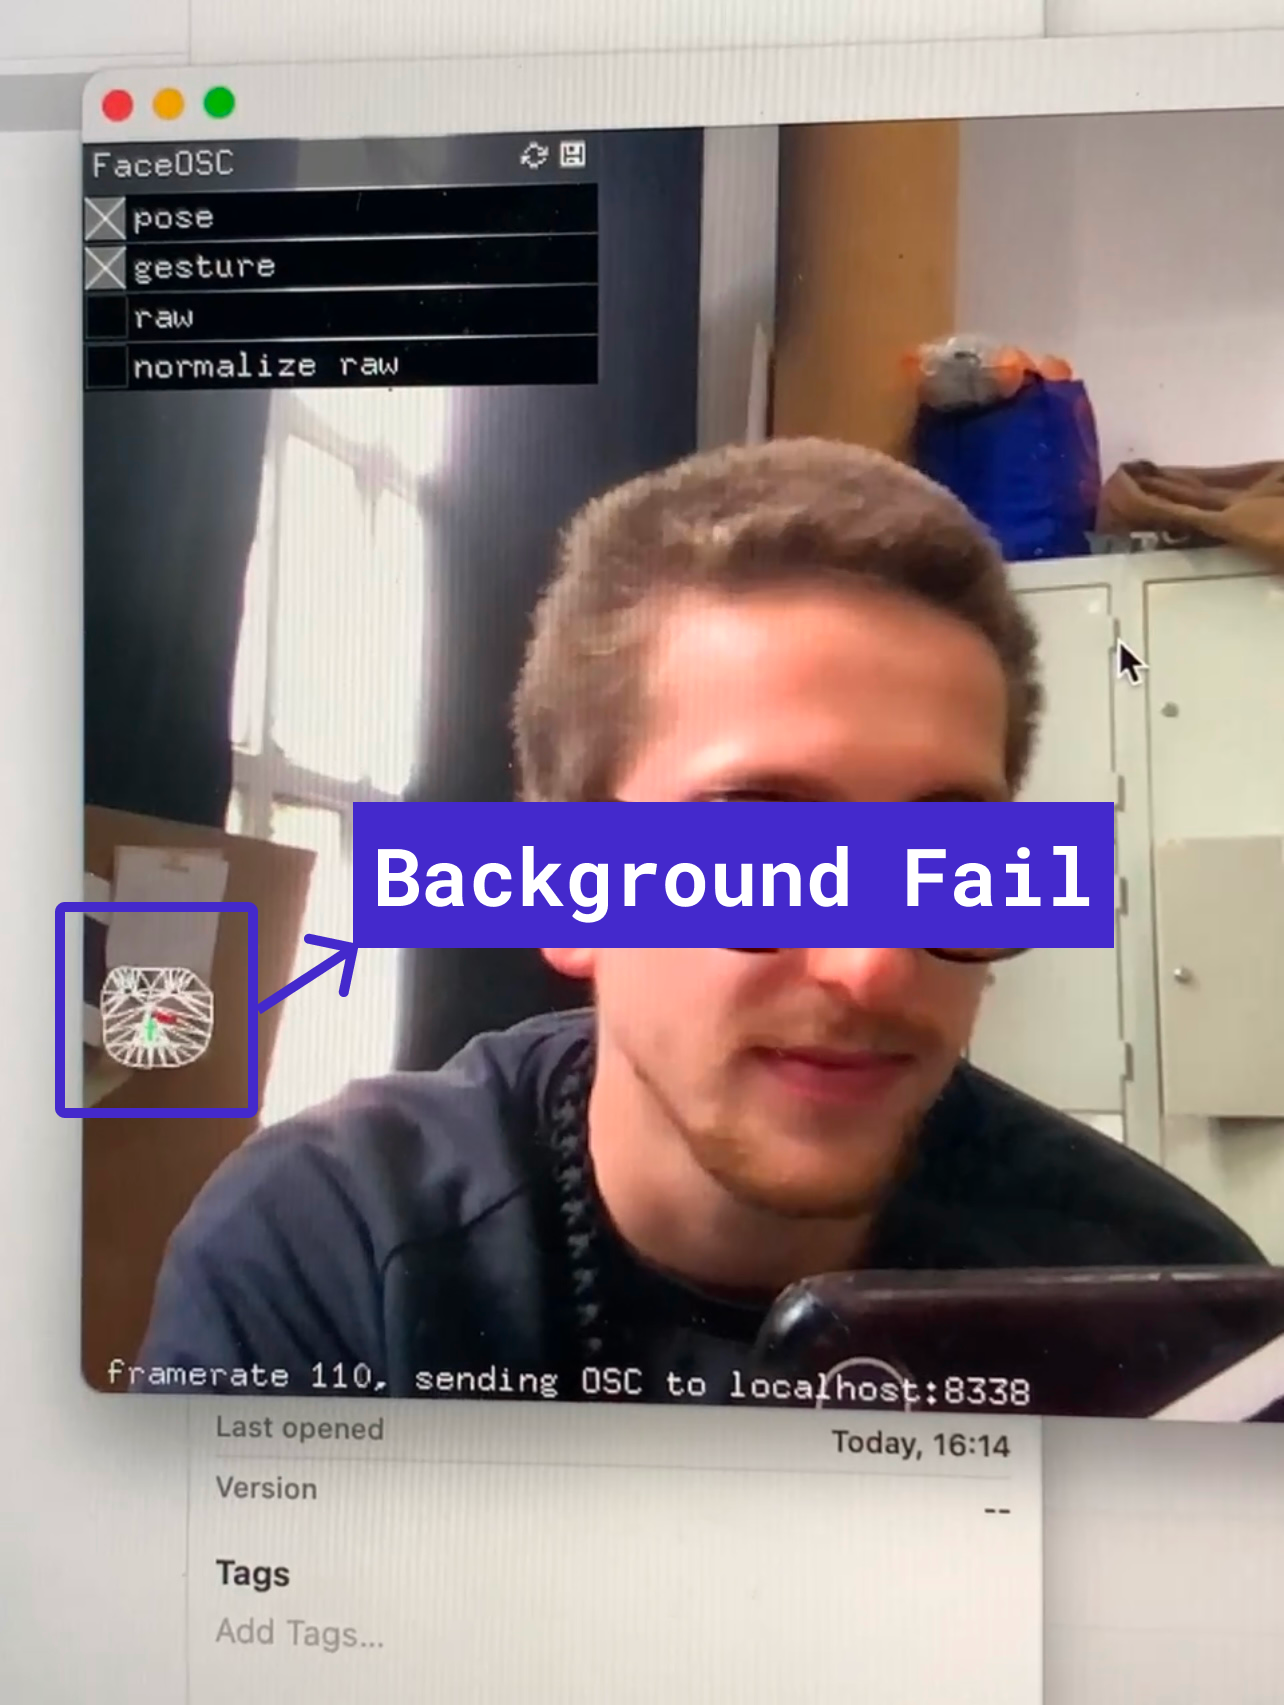 FaceOSC
pose
gesture
raw
normalize raw
Background Fail
framerate 110, sending OSC to localhost:8338
Last opened
Today, 16:14
Version
--
Tags
Add Tags...